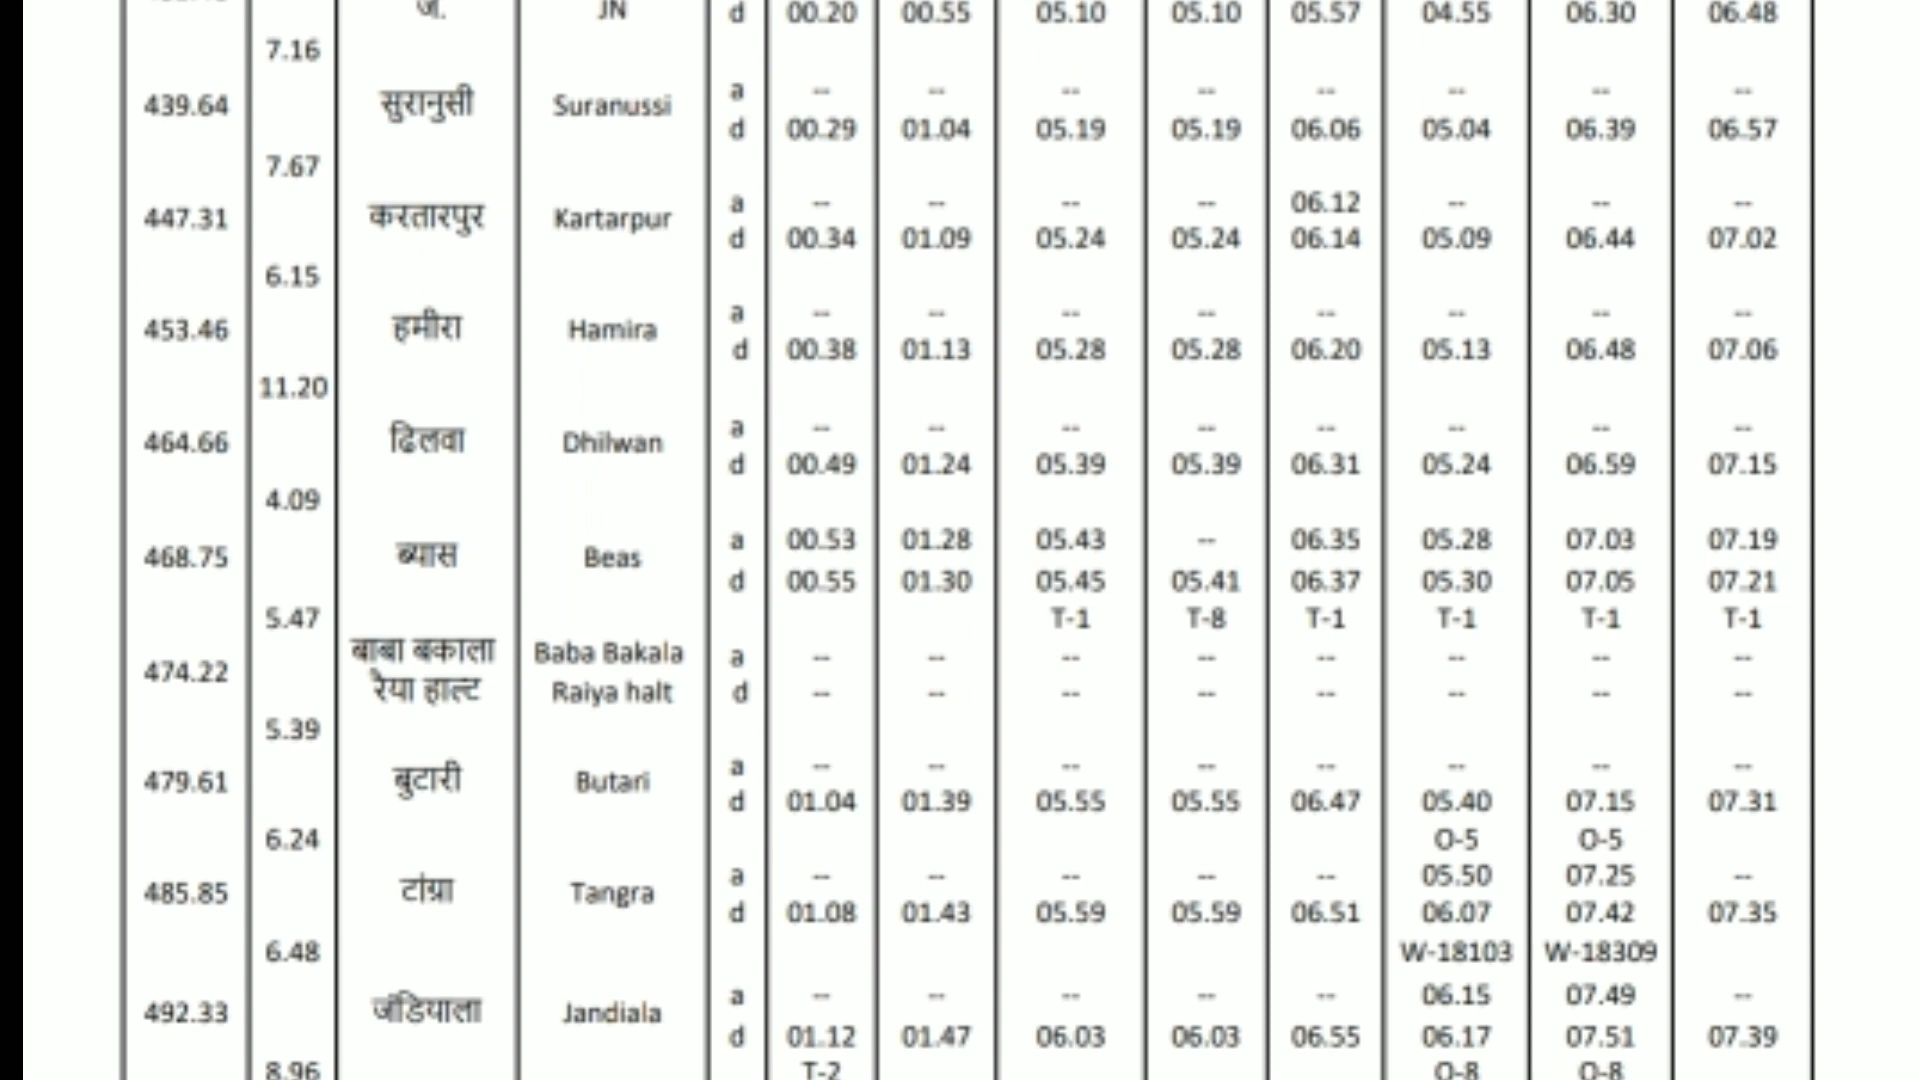 ज. JN d 00.20 00.55 05.10 05.10 05.57 04.55 06.30 06.48
7.16
a -- -- -- -- -- -- -- --
439.64 सुरानुसी Suranussi
d 00.29 01.04 05.19 05.19 06.06 05.04 06.39 06.57
7.67
a -- -- -- -- 06.12 -- -- --
447.31 करतारपुर Kartarpur
d 00.34 01.09 05.24 05.24 06.14 05.09 06.44 07.02
6.15
a -- -- -- -- -- -- -- --
453.46 हमीरा Hamira
d 00.38 01.13 05.28 05.28 06.20 05.13 06.48 07.06
11.20
a -- -- -- -- -- -- -- --
464.66 ढिलवा Dhilwan
d 00.49 01.24 05.39 05.39 06.31 05.24 06.59 07.15
4.09
a 00.53 01.28 05.43 -- 06.35 05.28 07.03 07.19
468.75 ब्यास Beas
d 00.55 01.30 05.45 05.41 06.37 05.30 07.05 07.21
5.47 T-1 T-8 T-1 T-1 T-1 T-1
बाबा बकाला Baba Bakala a -- -- -- -- -- -- -- --
474.22
रैया हाल्ट Raiya halt d -- -- -- -- -- -- -- --
5.39
a -- -- -- -- -- -- -- --
479.61 बुटारी Butari
d 01.04 01.39 05.55 05.55 06.47 05.40 07.15 07.31
6.24 O-5 O-5
a -- -- -- -- -- 05.50 07.25 --
485.85 टांग्रा Tangra
d 01.08 01.43 05.59 05.59 06.51 06.07 07.42 07.35
6.48 W-18103 W-18309
a -- -- -- -- -- 06.15 07.49 --
492.33 जंडियाला Jandiala
d 01.12 01.47 06.03 06.03 06.55 06.17 07.51 07.39
8.96 T-2 O-8 O-8